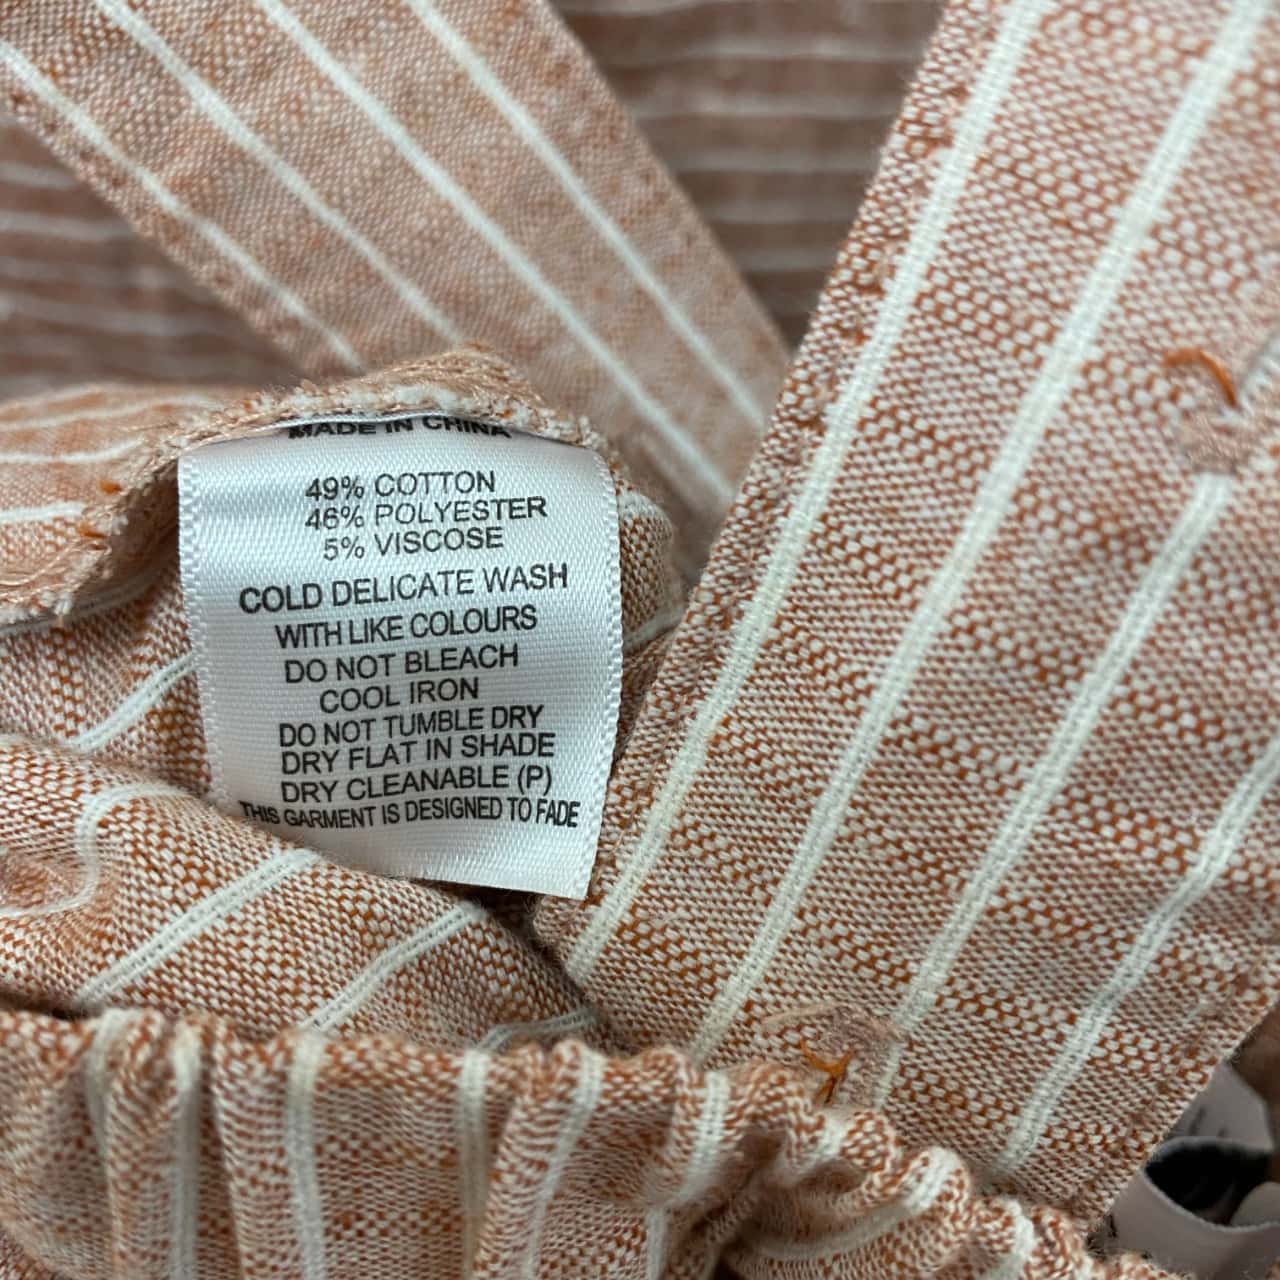 MADE IN CHINA
49% COTTON
46% POLYESTER
5% VISCOSE
COLD DELICATE WASH
WITH LIKE COLOURS
DO NOT BLEACH
COOL IRON
DO NOT TUMBLE DRY
DRY FLAT IN SHADE
DRY CLEANABLE (P)
THIS GARMENT IS DESIGNED TO FADE